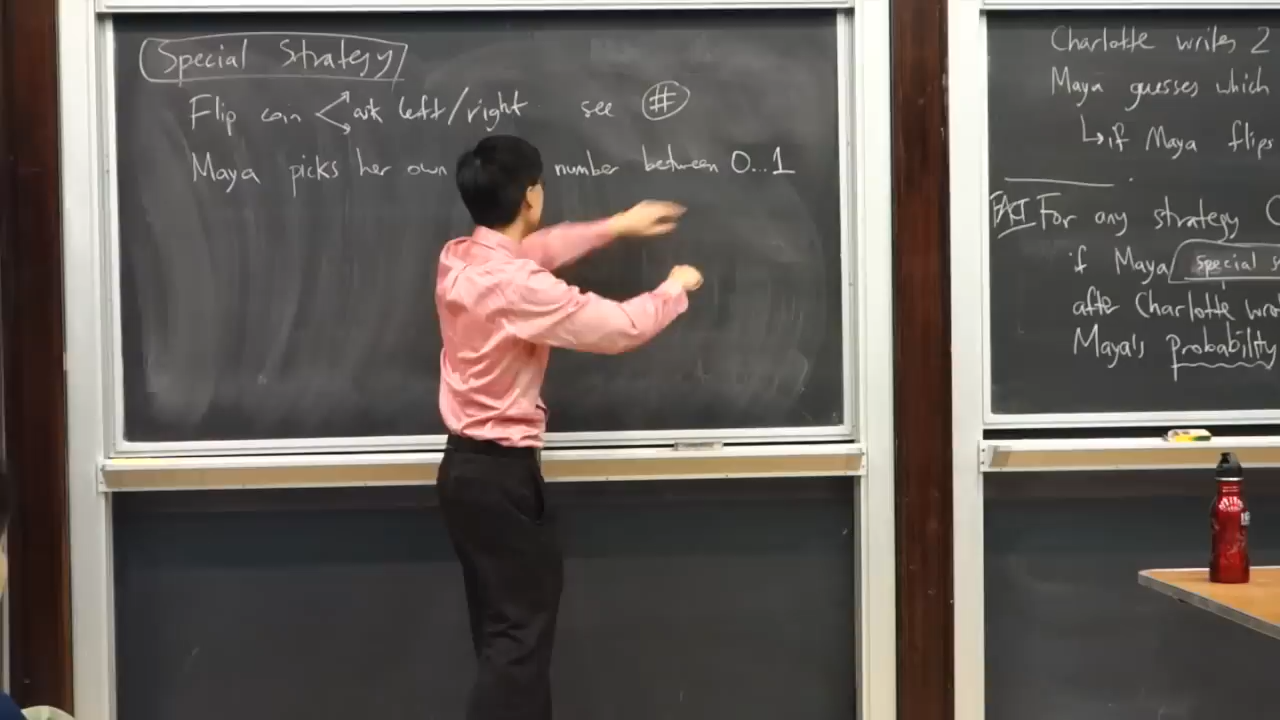 Special Strategy
Flip coin ask left/right see #
Maya picks her own number between 0...1
Charlotte writes 2
Maya guesses which
↳if Maya flips
FACT For any strategy
if Maya special s
after Charlotte wro
Maya's probability